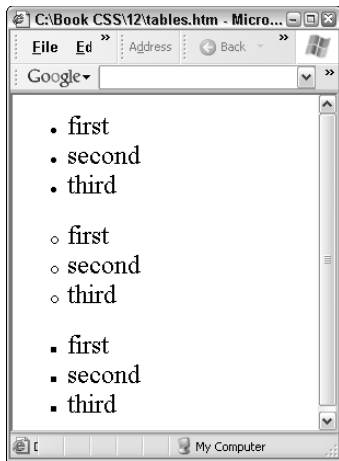 C:\Book CSS\12\tables.htm - Micro...
File Ed » Address Back »
Google »
• first
• second
• third
○ first
○ second
○ third
▪ first
▪ second
▪ third
My Computer